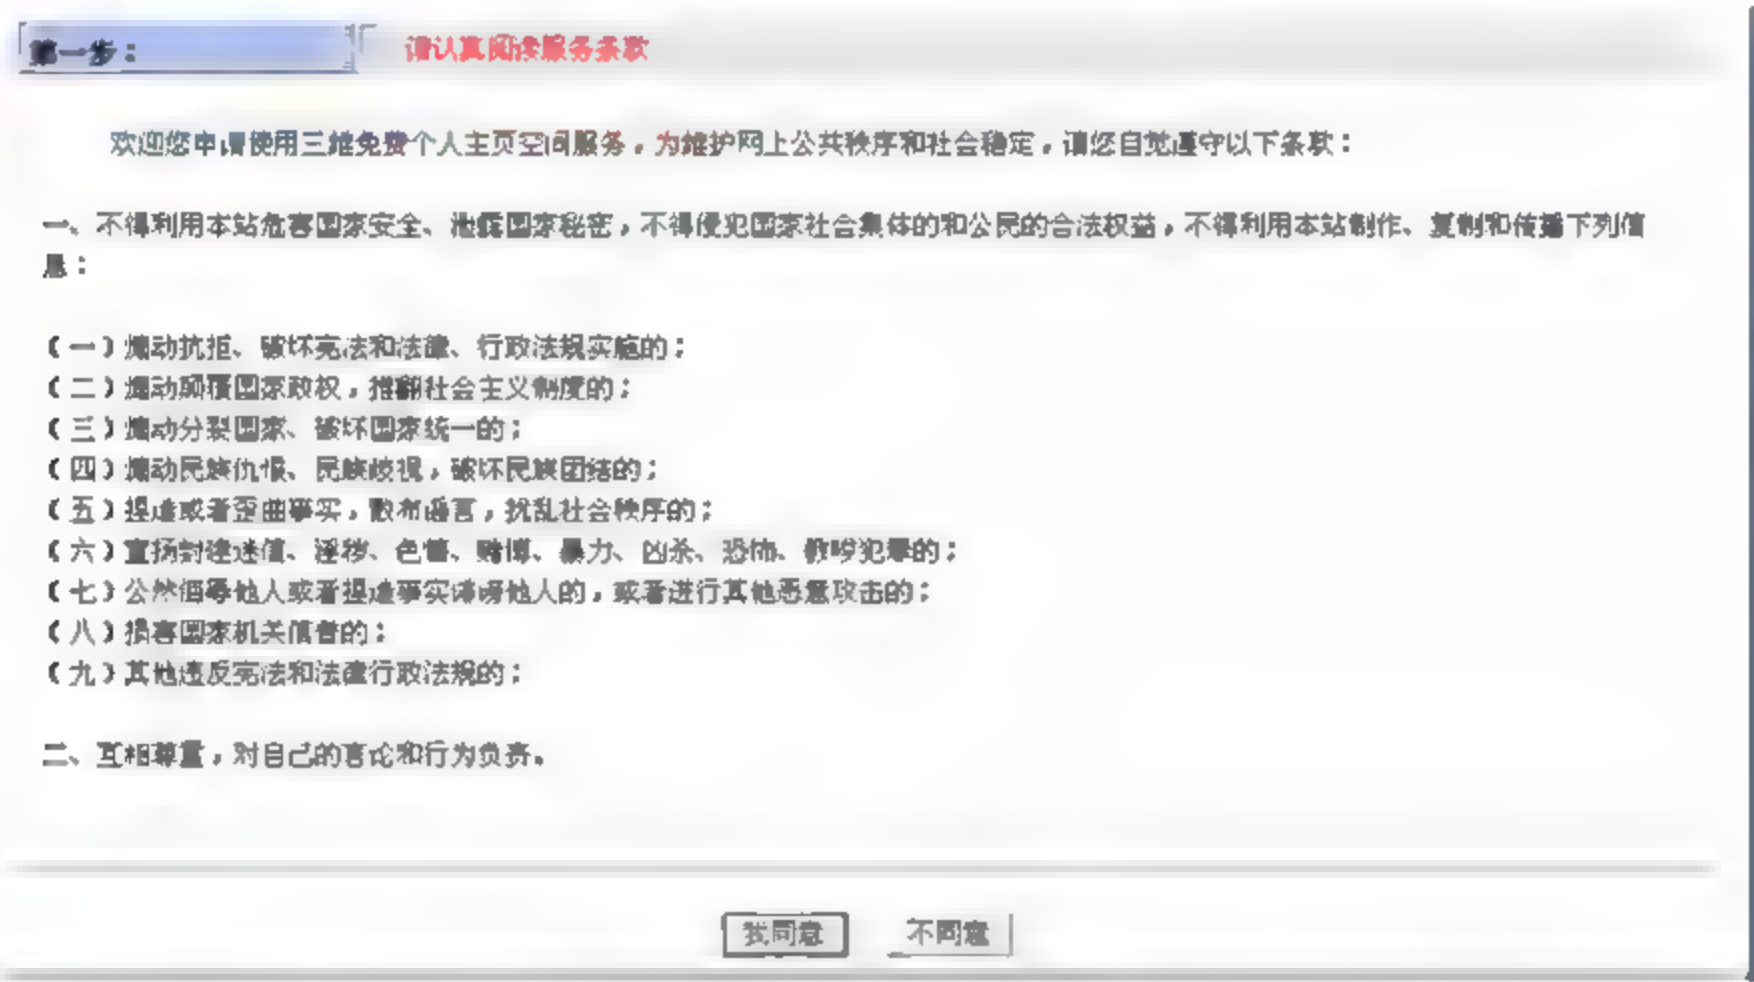 第一步：
请认真阅读服务条款
欢迎您申请使用三维免费个人主页空间服务，为维护网上公共秩序和社会稳定，请您自觉遵守以下条款：
一、不得利用本站危害国家安全、泄露国家秘密，不得侵犯国家社会集体的和公民的合法权益，不得利用本站制作、复制和传播下列信
息：
（一）煽动抗拒、破坏宪法和法律、行政法规实施的；
（二）煽动颠覆国家政权，推翻社会主义制度的；
（三）煽动分裂国家、破坏国家统一的；
（四）煽动民族仇恨、民族歧视，破坏民族团结的；
（五）捏造或者歪曲事实，散布谣言，扰乱社会秩序的；
（六）宣扬封建迷信、淫秽、色情、赌博、暴力、凶杀、恐怖、教唆犯罪的；
（七）公然侮辱他人或者捏造事实诽谤他人的，或者进行其他恶意攻击的；
（八）损害国家机关信誉的；
（九）其他违反宪法和法律行政法规的；
二、互相尊重，对自己的言论和行为负责。
我同意
不同意